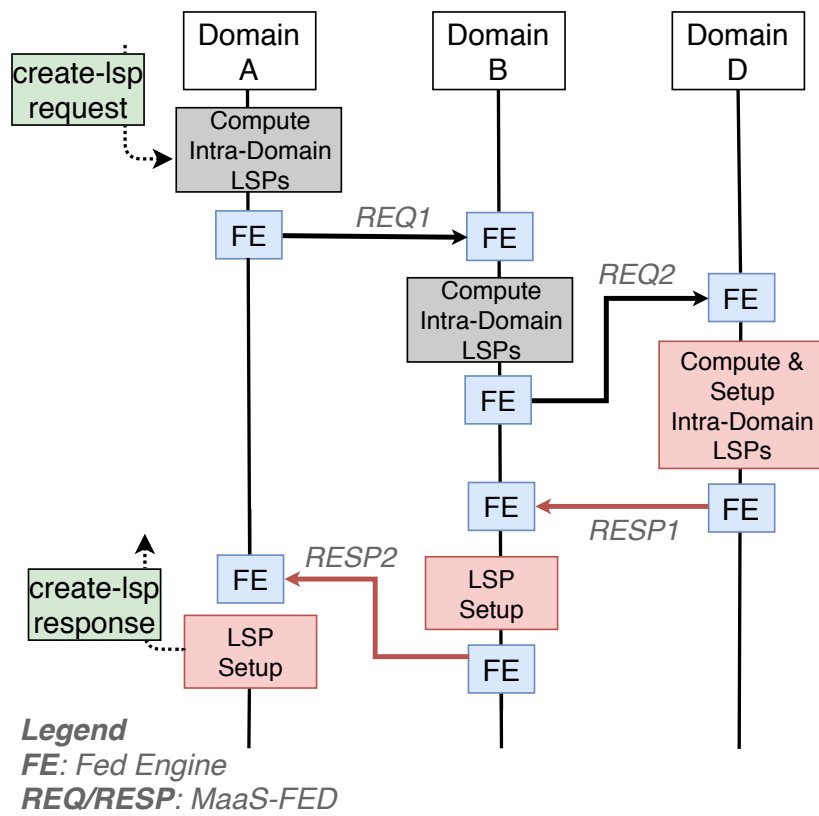 Domain
A
Domain
B
Domain
D
create-lsp
request
Compute
Intra-Domain
LSPs
FE
REQ1
FE
Compute
Intra-Domain
LSPs
REQ2
FE
FE
Compute &
Setup
Intra-Domain
LSPs
FE
RESP1
FE
create-lsp
response
FE
RESP2
LSP
Setup
LSP
Setup
FE
Legend
FE: Fed Engine
REQ/RESP: MaaS-FED